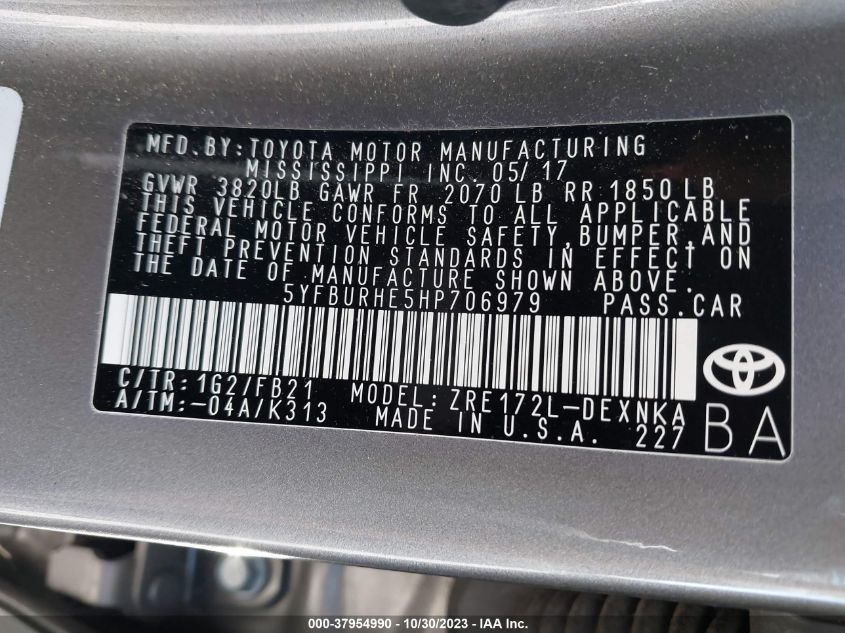 MFD.BY:TOYOTA MOTOR MANUFACTURING
MISSISSIPPI INC. 05/17
GVWR 3820LB GAWR FR 2070 LB RR 1850 LB
THIS VEHICLE CONFORMS TO ALL APPLICABLE
FEDERAL MOTOR VEHICLE SAFETY,BUMPER,AND
THEFT PREVENTION STANDARDS IN EFFECT ON
THE DATE OF MANUFACTURE SHOWN ABOVE.
5YFBURHE5HP706979 PASS.CAR
C/TR:1G2/FB21 MODEL:ZRE172L-DEXNKA
A/TM:-04A/K313 MADE IN U.S.A. 227
BA
000-37954990 - 10/30/2023 - IAA Inc.